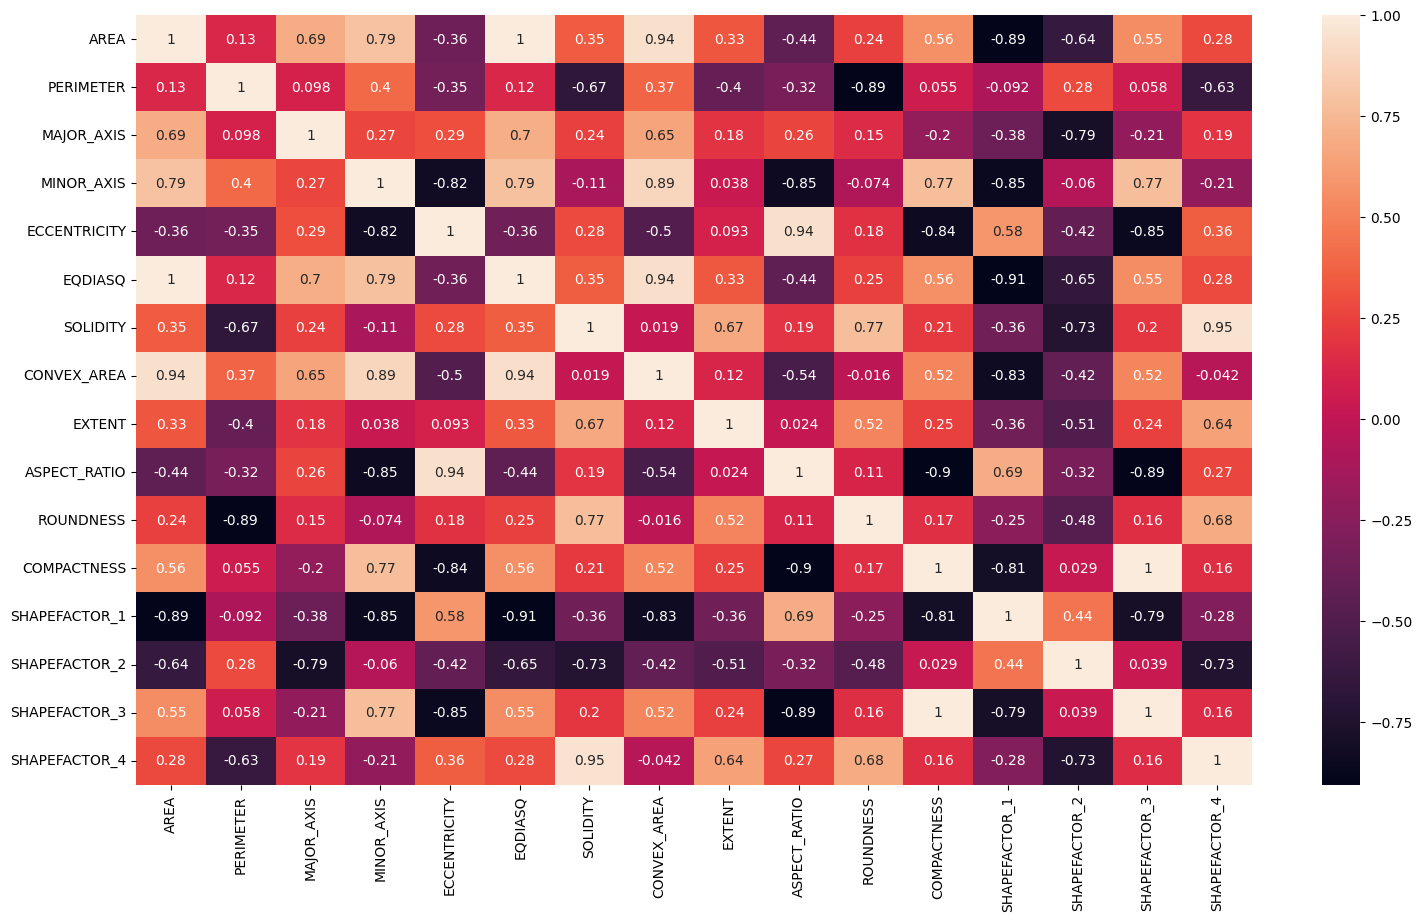 AREA 1 0.13 0.69 0.79 -0.36 1 0.35 0.94 0.33 -0.44 0.24 0.56 -0.89 -0.64 0.55 0.28
PERIMETER 0.13 1 0.098 0.4 -0.35 0.12 -0.67 0.37 -0.4 -0.32 -0.89 0.055 -0.092 0.28 0.058 -0.63
MAJOR_AXIS 0.69 0.098 1 0.27 0.29 0.7 0.24 0.65 0.18 0.26 0.15 -0.2 -0.38 -0.79 -0.21 0.19
MINOR_AXIS 0.79 0.4 0.27 1 -0.82 0.79 -0.11 0.89 0.038 -0.85 -0.074 0.77 -0.85 -0.06 0.77 -0.21
ECCENTRICITY -0.36 -0.35 0.29 -0.82 1 -0.36 0.28 -0.5 0.093 0.94 0.18 -0.84 0.58 -0.42 -0.85 0.36
EQDIASQ 1 0.12 0.7 0.79 -0.36 1 0.35 0.94 0.33 -0.44 0.25 0.56 -0.91 -0.65 0.55 0.28
SOLIDITY 0.35 -0.67 0.24 -0.11 0.28 0.35 1 0.019 0.67 0.19 0.77 0.21 -0.36 -0.73 0.2 0.95
CONVEX_AREA 0.94 0.37 0.65 0.89 -0.5 0.94 0.019 1 0.12 -0.54 -0.016 0.52 -0.83 -0.42 0.52 -0.042
EXTENT 0.33 -0.4 0.18 0.038 0.093 0.33 0.67 0.12 1 0.024 0.52 0.25 -0.36 -0.51 0.24 0.64
ASPECT_RATIO -0.44 -0.32 0.26 -0.85 0.94 -0.44 0.19 -0.54 0.024 1 0.11 -0.9 0.69 -0.32 -0.89 0.27
ROUNDNESS 0.24 -0.89 0.15 -0.074 0.18 0.25 0.77 -0.016 0.52 0.11 1 0.17 -0.25 -0.48 0.16 0.68
COMPACTNESS 0.56 0.055 -0.2 0.77 -0.84 0.56 0.21 0.52 0.25 -0.9 0.17 1 -0.81 0.029 1 0.16
SHAPEFACTOR_1 -0.89 -0.092 -0.38 -0.85 0.58 -0.91 -0.36 -0.83 -0.36 0.69 -0.25 -0.81 1 0.44 -0.79 -0.28
SHAPEFACTOR_2 -0.64 0.28 -0.79 -0.06 -0.42 -0.65 -0.73 -0.42 -0.51 -0.32 -0.48 0.029 0.44 1 0.039 -0.73
SHAPEFACTOR_3 0.55 0.058 -0.21 0.77 -0.85 0.55 0.2 0.52 0.24 -0.89 0.16 1 -0.79 0.039 1 0.16
SHAPEFACTOR_4 0.28 -0.63 0.19 -0.21 0.36 0.28 0.95 -0.042 0.64 0.27 0.68 0.16 -0.28 -0.73 0.16 1
AREA
PERIMETER
MAJOR_AXIS
MINOR_AXIS
ECCENTRICITY
EQDIASQ
SOLIDITY
CONVEX_AREA
EXTENT
ASPECT_RATIO
ROUNDNESS
COMPACTNESS
SHAPEFACTOR_1
SHAPEFACTOR_2
SHAPEFACTOR_3
SHAPEFACTOR_4
1.00
0.75
0.50
0.25
0.00
−0.25
−0.50
−0.75